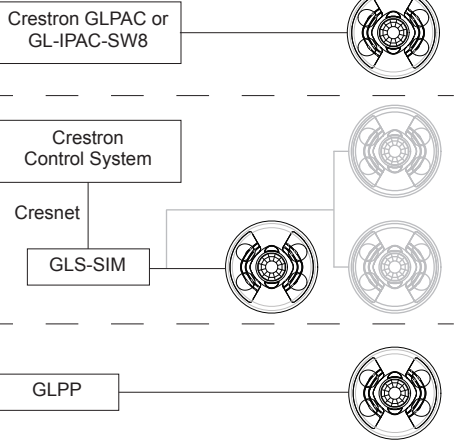 Crestron GLPAC or
GL-IPAC-SW8
Crestron
Control System
Cresnet
GLS-SIM
GLPP